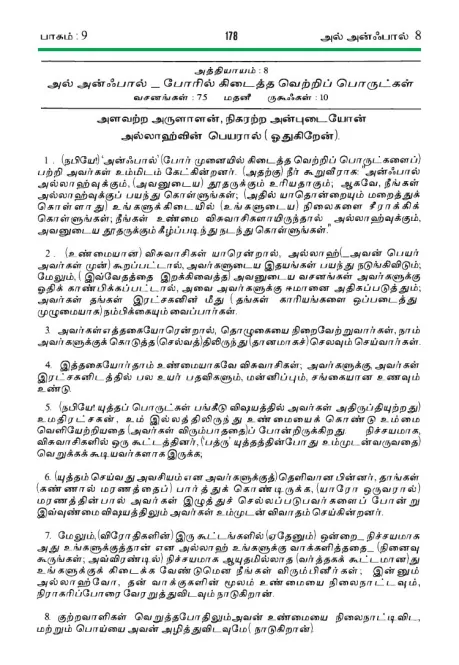 பாகம் : 9 178 அல் அன்ஃபால் 8
அத்தியாயம் : 8
அல் அன்ஃபால் _ போரில் கிடைத்த வெற்றிப் பொருட்கள்
வசனங்கள் : 75 மதனீ ருகூஃகள் : 10
அளவற்ற அருளாளன், நிகரற்ற அன்புடையோன்
அல்லாஹ்வின் பெயரால் ( ஓதுகிறேன்).
1 . (நபியே!) 'அன்ஃபால்' (போர் முனையில் கிடைத்த வெற்றிப் பொருட்களைப்)
பற்றி அவர்கள் உம்மிடம் கேட்கின்றனர். (அதற்கு) நீர் கூறுவீராக: "அன்ஃபால்
அல்லாஹ்வுக்கும், (அவனுடைய) தூதருக்கும் உரியதாகும்; ஆகவே, நீங்கள்
அல்லாஹ்வுக்குப் பயந்து கொள்ளுங்கள்; (அதில் யாதொன்றையும் மறைத்துக்
கொள்ளாது) உங்களுக்கிடையில் (உங்களுடைய) நிலைகளை சீராக்கிக்
கொள்ளுங்கள்; நீங்கள் உண்மை விசுவாசிகளாயிருந்தால் அல்லாஹ்வுக்கும்,
அவனுடைய தூதருக்கும் கீழ்ப்படிந்து நடந்து கொள்ளுங்கள்."
2 . (உண்மையான) விசுவாசிகள் யாரென்றால், அல்லாஹ்(_அவன் பெயர்
அவர்கள் முன்) கூறப்பட்டால், அவர்களுடைய இதயங்கள் பயந்து நடுங்கிவிடும்;
மேலும், ( இவ்வேதத்தை இறக்கிவைத்த) அவனுடைய வசனங்கள் அவர்களுக்கு
ஓதிக் காண்பிக்கப்பட்டால், அவை அவர்களுக்கு ஈமானை அதிகப்படுத்தும்;
அவர்கள் தங்கள் இரட்சகனின் மீது ( தங்கள் காரியங்களை ஒப்படைத்து
முழுமையாக) நம்பிக்கையும் வைப்பார்கள்.
3. அவர்கள் எத்தகையோரென்றால், தொழுகையை நிறைவேற்றுவார்கள், நாம்
அவர்களுக்குக் கொடுத்த (செல்வத்)திலிருந்து (தானமாகச்) செலவும் செய்வார்கள்.
4. இத்தகையோர்தாம் உண்மையாகவே விசுவாசிகள்; அவர்களுக்கு, அவர்கள்
இரட்சகனிடத்தில் பல உயர் பதவிகளும், மன்னிப்பும், சங்கையான உணவும்
உண்டு.
5. (நபியே! யுத்தப் பொருட்கள் பங்கீடு விஷயத்தில் அவர்கள் அதிருப்தியுற்றது)
உமதிரட்சகன், உம் இல்லத்திலிருந்து உண்மையைக் கொண்டு உம்மை
வெளியேற்றியதை (அவர்கள் விரும்பாததை)ப் போன்றிருக்கிறது. நிச்சயமாக,
விசுவாசிகளில் ஒரு கூட்டத்தினர், ('பத்ரு' யுத்தத்தின்போது உம்முடன்வருவதை)
வெறுக்கக் கூடியவர்களாக இருக்க;
6. (யுத்தம் செய்வது அவசியம் என அவர்களுக்குத்) தெளிவான பின்னர், தாங்கள்
(கண்ணால் மரணத்தைப்) பார்த்துக் கொண்டிருக்க, (யாரோ ஒருவரால்)
மரணத்தின்பால் அவர்கள் இழுத்துச் செல்லப்படுபவர்களைப் போன்று
இவ்வுண்மை விஷயத்திலும் அவர்கள் உம்முடன் விவாதம் செய்கின்றனர்.
7. மேலும், (விரோதிகளின்) இரு கூட்டங்களில் (ஏதேனும்) ஒன்றை_ நிச்சயமாக
அது உங்களுக்குத்தான் என அல்லாஹ் உங்களுக்கு வாக்களித்ததை_ (நினைவு
கூருங்கள்; அவ்விரண்டில்) நிச்சயமாக ஆயுதமில்லாத (வர்த்தகக் கூட்டமான)து
உங்களுக்குக் கிடைக்க வேண்டுமென நீங்கள் விரும்பினீர்கள்; இன்னும்
அல்லாஹ்வோ, தன் வாக்குகளின் மூலம் உண்மையை நிலைநாட்டவும்,
நிராகரிப்போரை வேரறுத்துவிடவும் நாடுகிறான்.
8. குற்றவாளிகள் வெறுத்தபோதிலும், அவன் உண்மையை நிலைநாட்டிவிட,
மற்றும் பொய்யை அவன் அழித்துவிடவுமே ( நாடுகிறான்).